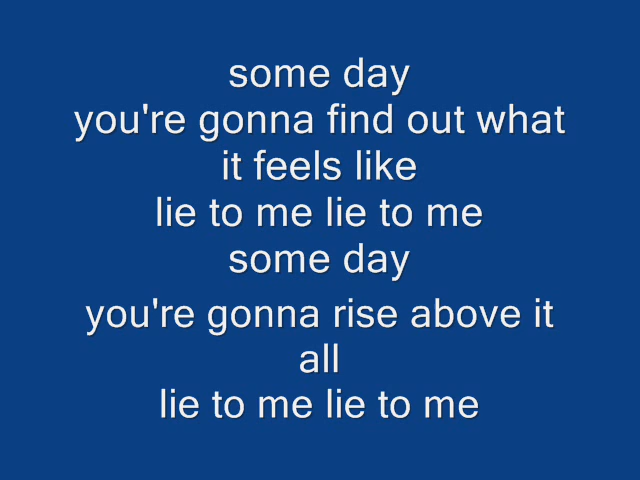 some day
you're gonna find out what
it feels like
lie to me lie to me
some day
you're gonna rise above it
all
lie to me lie to me